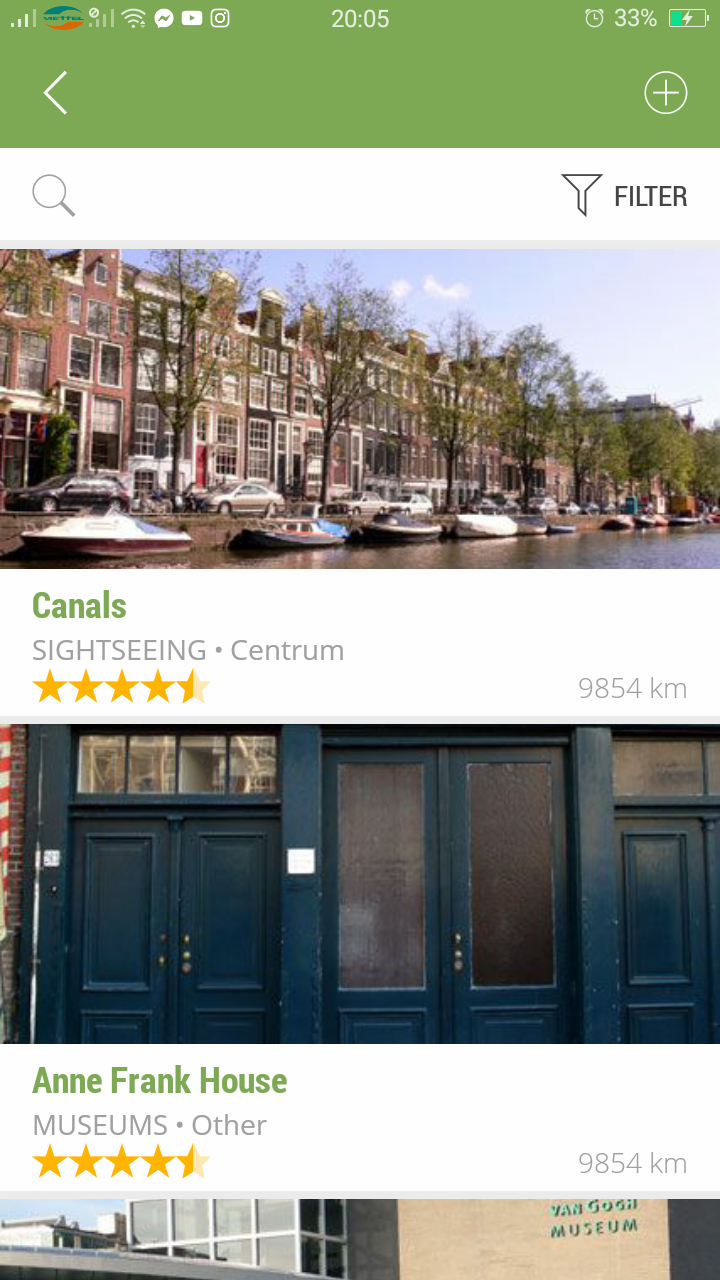 viettel
20:05
33%
FILTER
Canals
SIGHTSEEING • Centrum
9854 km
Anne Frank House
MUSEUMS • Other
9854 km
VAN GOGH
MUSEUM